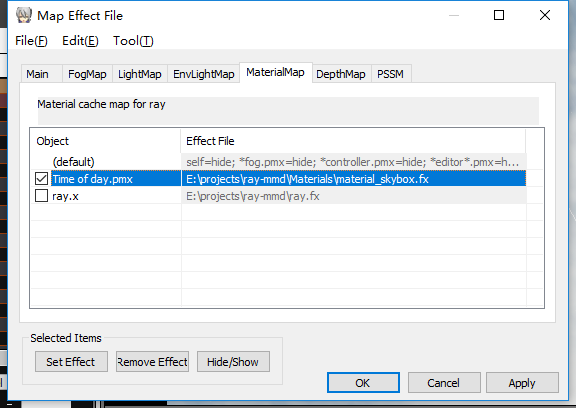 Map Effect File
File(F) Edit(E) Tool(T)
Main FogMap LightMap EnvLightMap MaterialMap DepthMap PSSM
Material cache map for ray
Object Effect File
(default) self=hide; *fog.pmx=hide; *controller.pmx=hide; *editor*.pmx=h...
Time of day.pmx E:\projects\ray-mmd\Materials\material_skybox.fx
ray.x E:\projects\ray-mmd\ray.fx
Selected Items
Set Effect Remove Effect Hide/Show
OK Cancel Apply